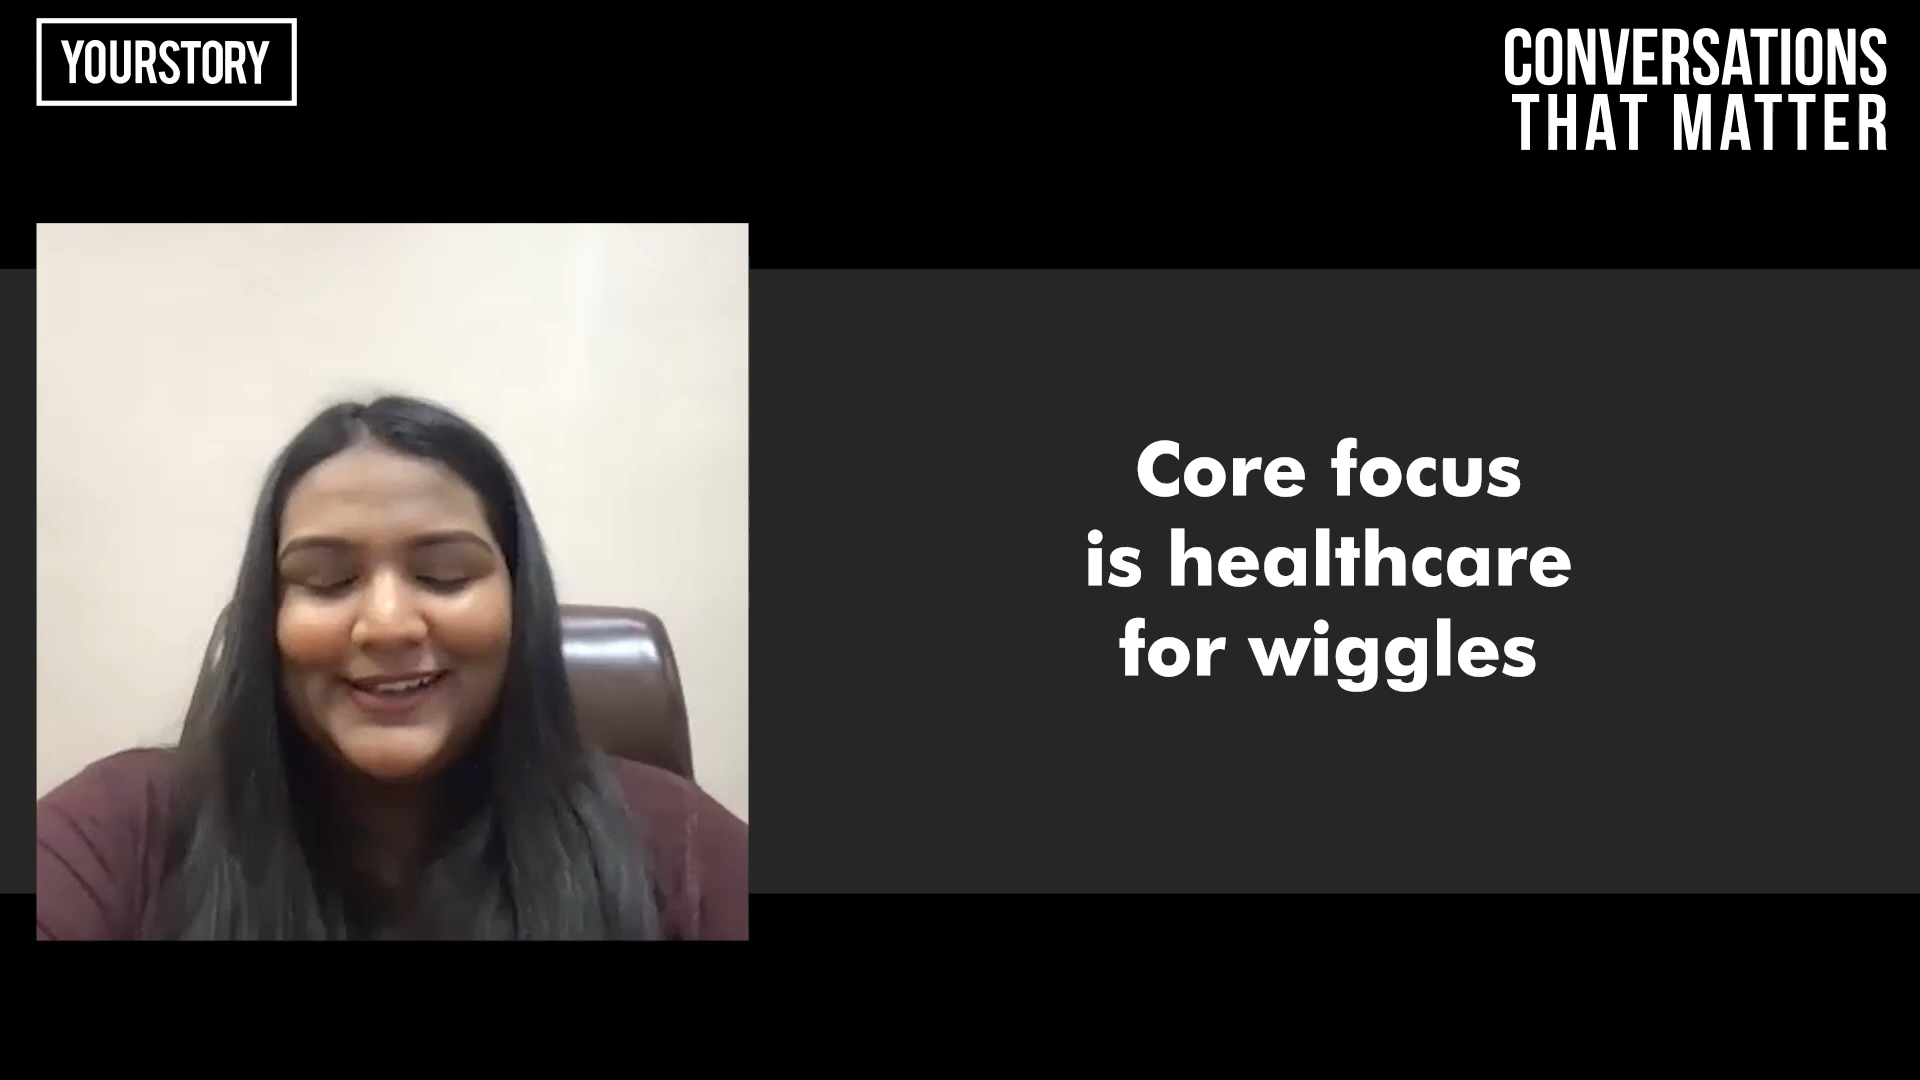 YOURSTORY
CONVERSATIONS
THAT MATTER
Core focus
is healthcare
for wiggles